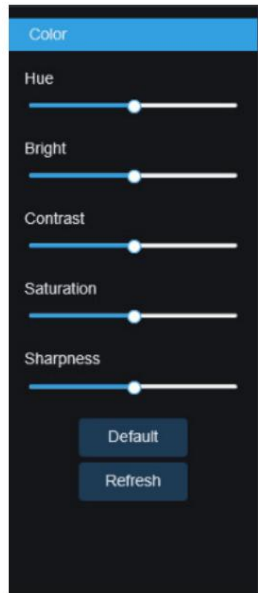 Color
Hue
Bright
Contrast
Saturation
Sharpness
Default
Refresh